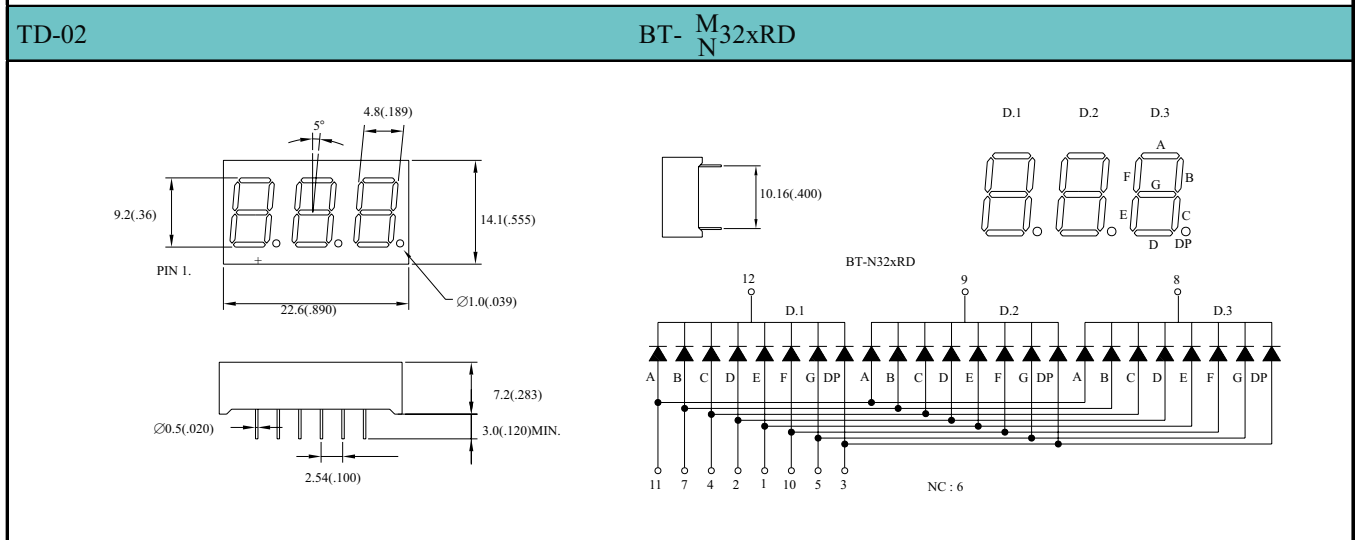 TD-02
BT- M/N 32xRD
4.8(.189)
5°
9.2(.36)
14.1(.555)
PIN 1.
+
22.6(.890)
∅1.0(.039)
10.16(.400)
D.1 D.2 D.3
A
F G B
E C
D DP
7.2(.283)
∅0.5(.020)
3.0(.120)MIN.
2.54(.100)
BT-N32xRD
12 9 8
D.1 D.2 D.3
A B C D E F G DP A B C D E F G DP A B C D E F G DP
11 7 4 2 1 10 5 3
NC : 6